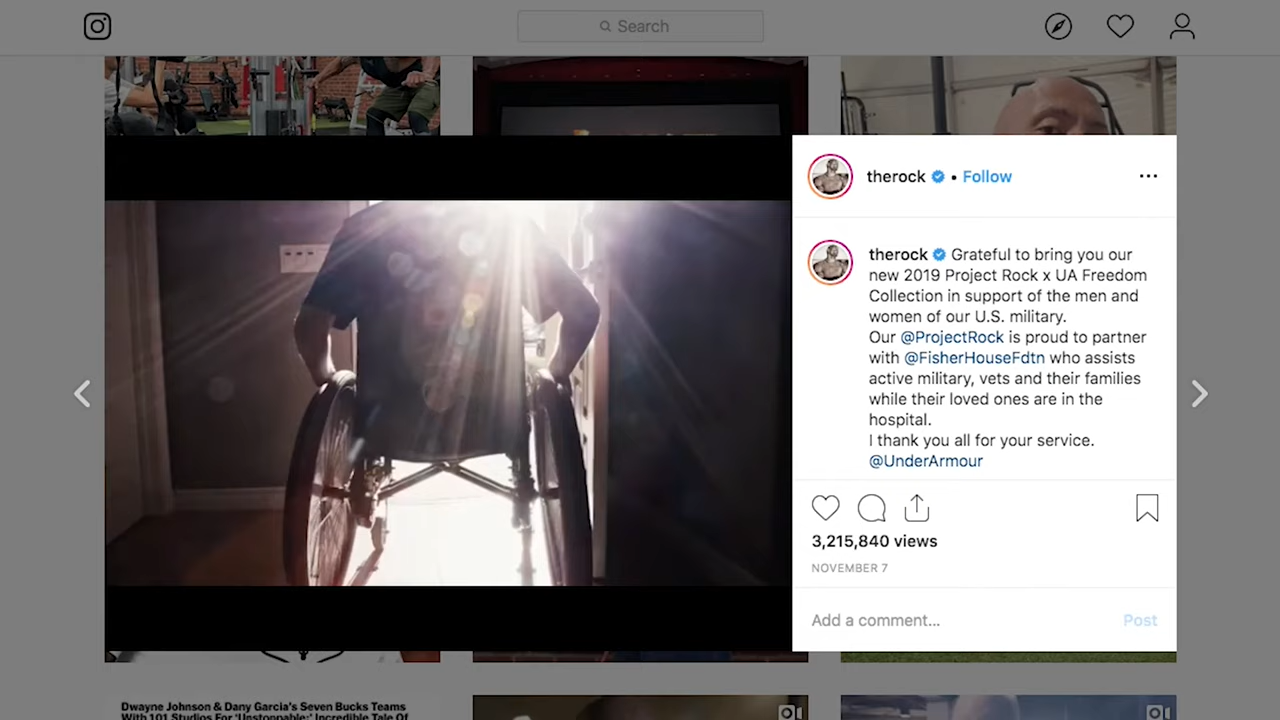 Search
therock • Follow
therock Grateful to bring you our
new 2019 Project Rock x UA Freedom
Collection in support of the men and
women of our U.S. military.
Our @ProjectRock is proud to partner
with @FisherHouseFdtn who assists
active military, vets and their families
while their loved ones are in the
hospital.
I thank you all for your service.
@UnderArmour
3,215,840 views
NOVEMBER 7
Add a comment... Post
Dwayne Johnson & Dany Garcia's Seven Bucks Teams
With 101 Studios For 'Unstoppable:' Incredible Tale Of